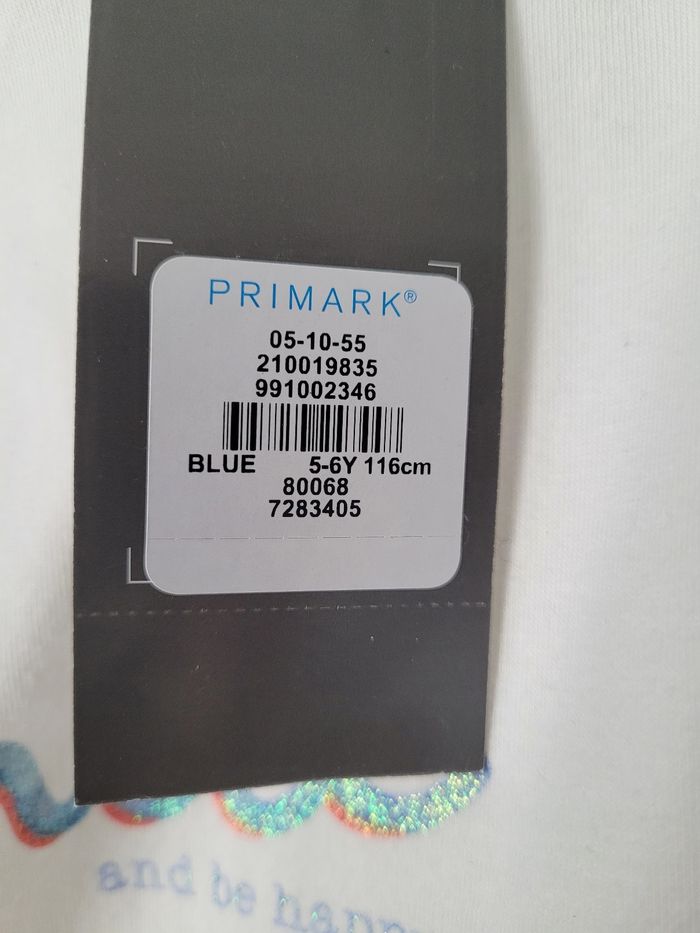 PRIMARK®
05-10-55
210019835
991002346
BLUE 5-6Y 116cm
80068
7283405
and be